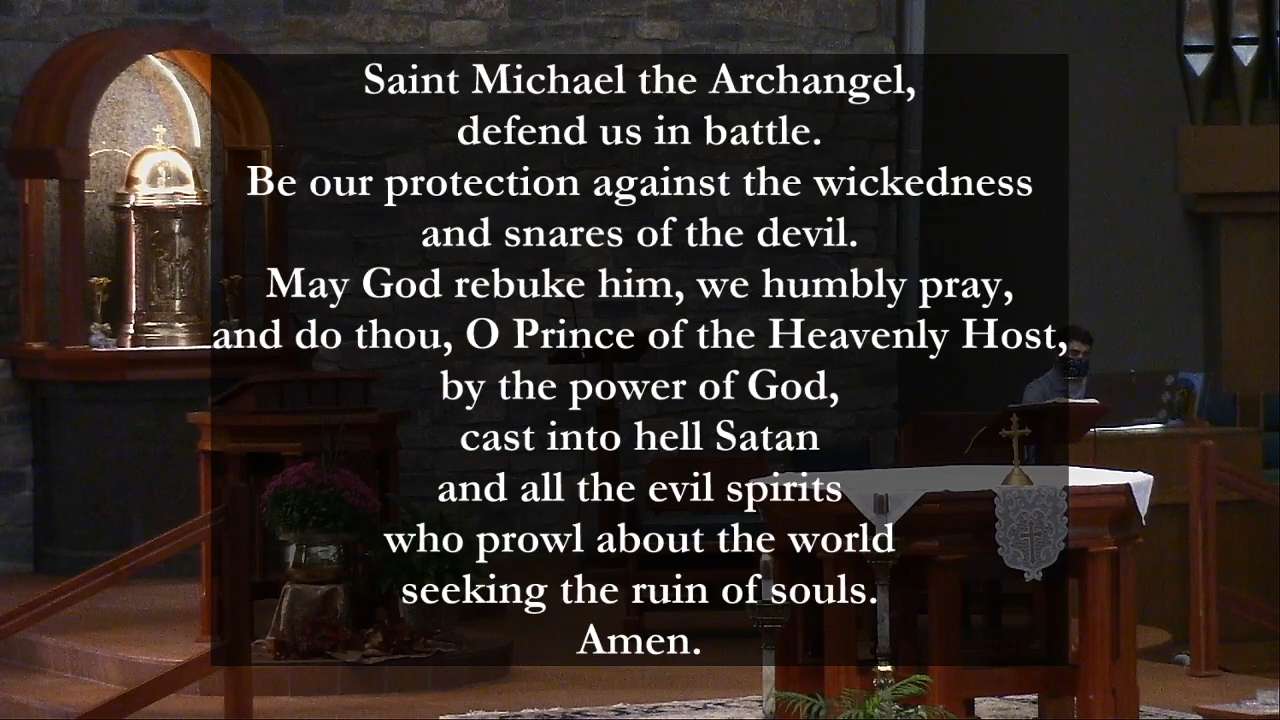 Saint Michael the Archangel,
defend us in battle.
Be our protection against the wickedness
and snares of the devil.
May God rebuke him, we humbly pray,
and do thou, O Prince of the Heavenly Host,
by the power of God,
cast into hell Satan
and all the evil spirits
who prowl about the world
seeking the ruin of souls.
Amen.